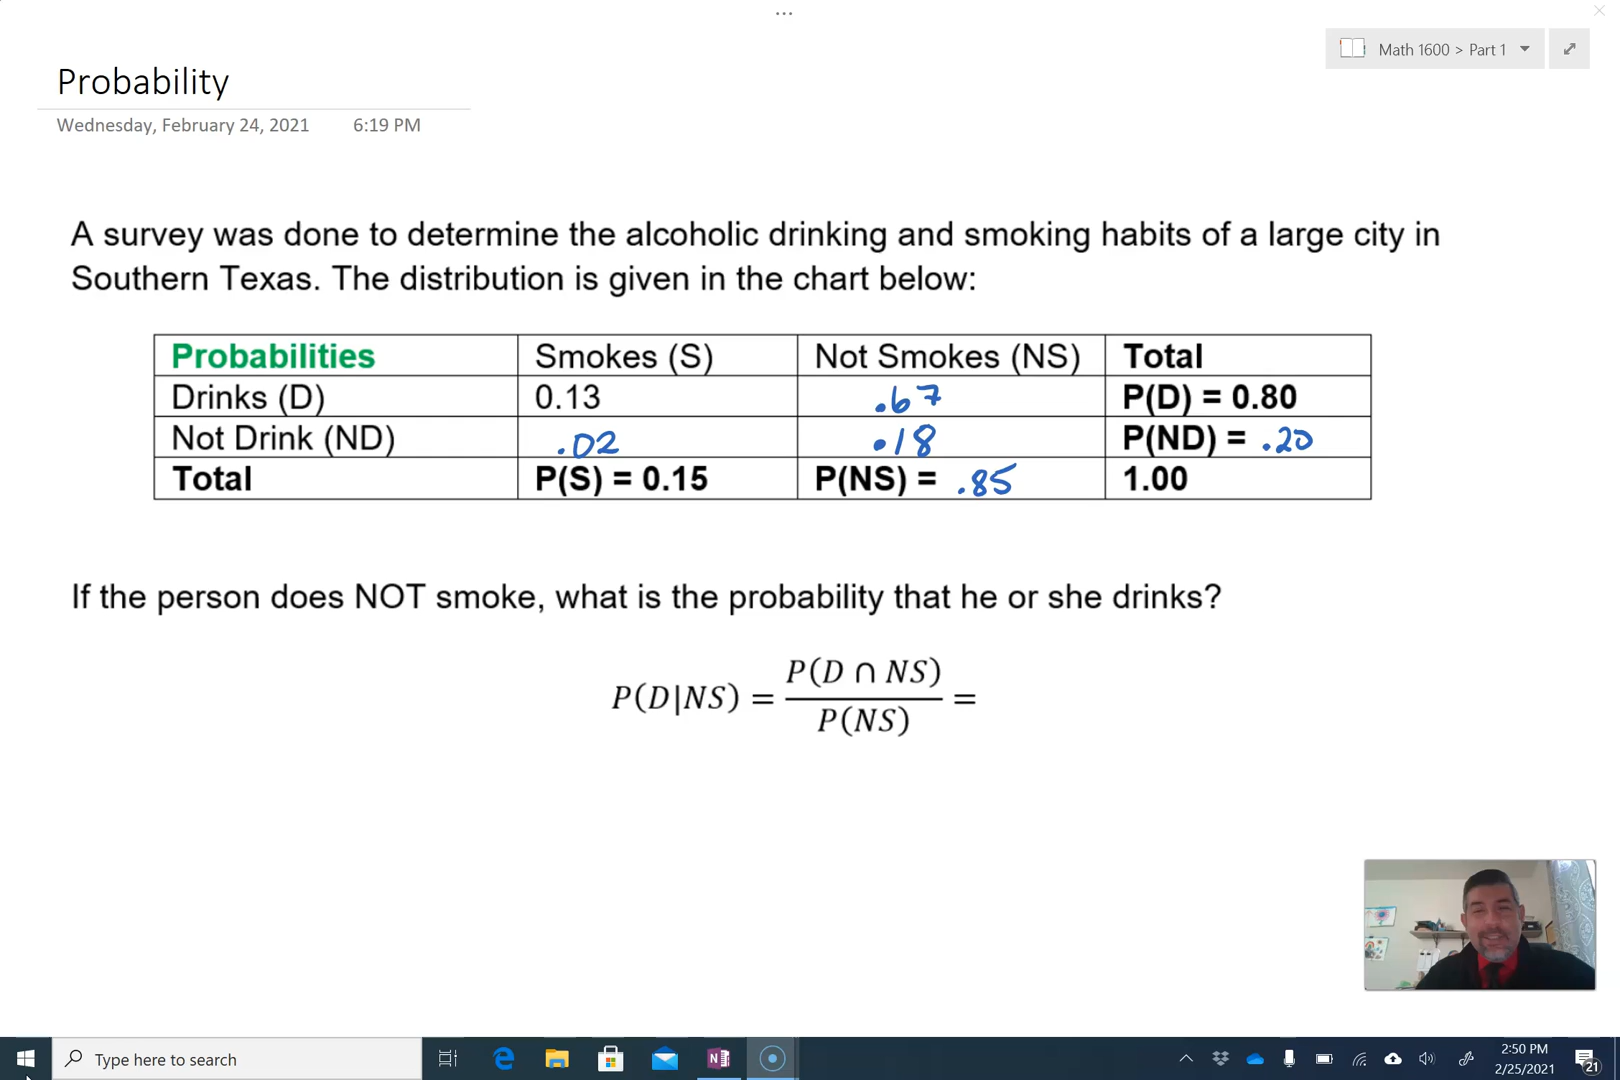 ...
Math 1600 > Part 1
Probability
Wednesday, February 24, 2021 6:19 PM
A survey was done to determine the alcoholic drinking and smoking habits of a large city in
Southern Texas. The distribution is given in the chart below:
Probabilities Smokes (S) Not Smokes (NS) Total
Drinks (D) 0.13 .67 P(D) = 0.80
Not Drink (ND) .02 .18 P(ND) = .20
Total P(S) = 0.15 P(NS) = .85 1.00
If the person does NOT smoke, what is the probability that he or she drinks?
P(D|NS) = P(D ∩ NS) / P(NS) =
Type here to search
N
2:50 PM
2/25/2021
21